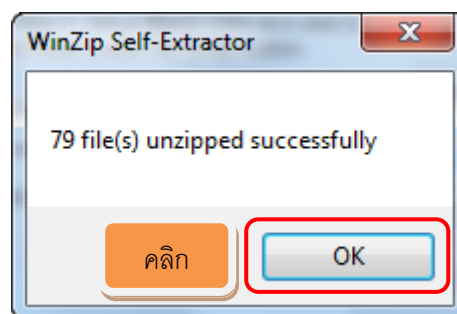 WinZip Self-Extractor
79 file(s) unzipped successfully
คลิก
OK